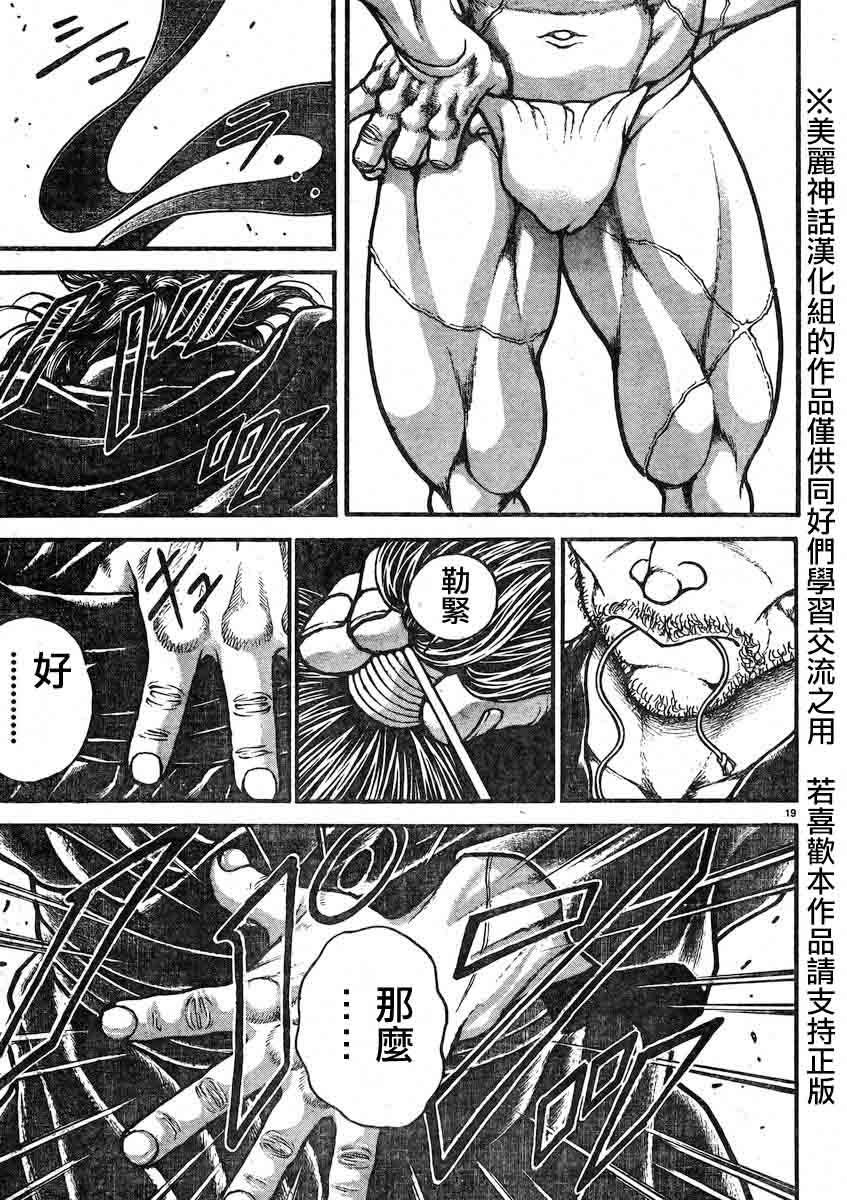 ※美麗神話漢化組的作品僅供同好們學習交流之用　若喜歡本作品請支持正版
シュ
ラ
勒緊
キュ
好
………
19
那麼
……